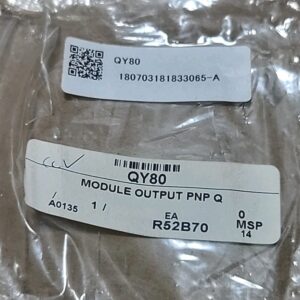 QY80
180703181833065-A
QY80
MODULE OUTPUT PNP Q
A0135 1 / EA 0
R52B70 MSP
14